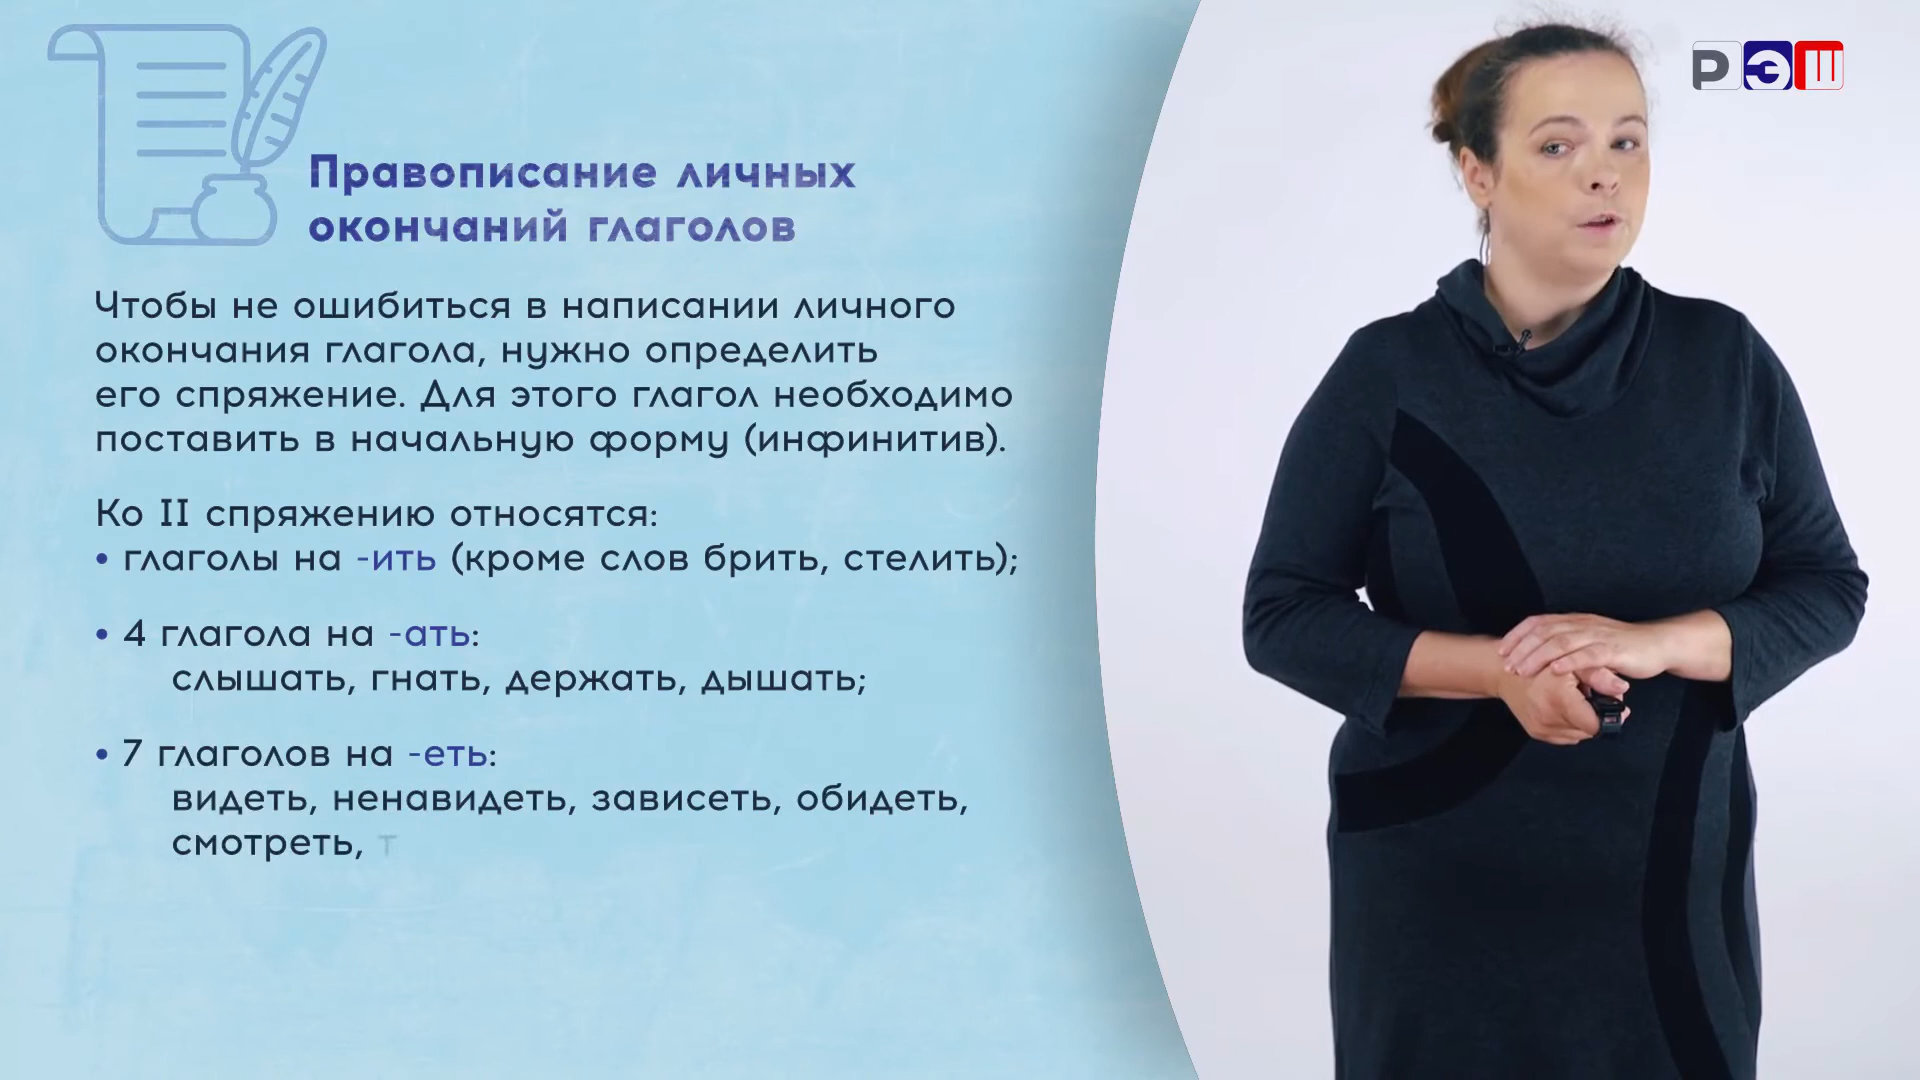 РЭШ
Правописание личных
окончаний глаголов
Чтобы не ошибиться в написании личного
окончания глагола, нужно определить
его спряжение. Для этого глагол необходимо
поставить в начальную форму (инфинитив).
Ко II спряжению относятся:
• глаголы на -ить (кроме слов брить, стелить);
• 4 глагола на -ать:
слышать, гнать, держать, дышать;
• 7 глаголов на -еть:
видеть, ненавидеть, зависеть, обидеть,
смотреть, т